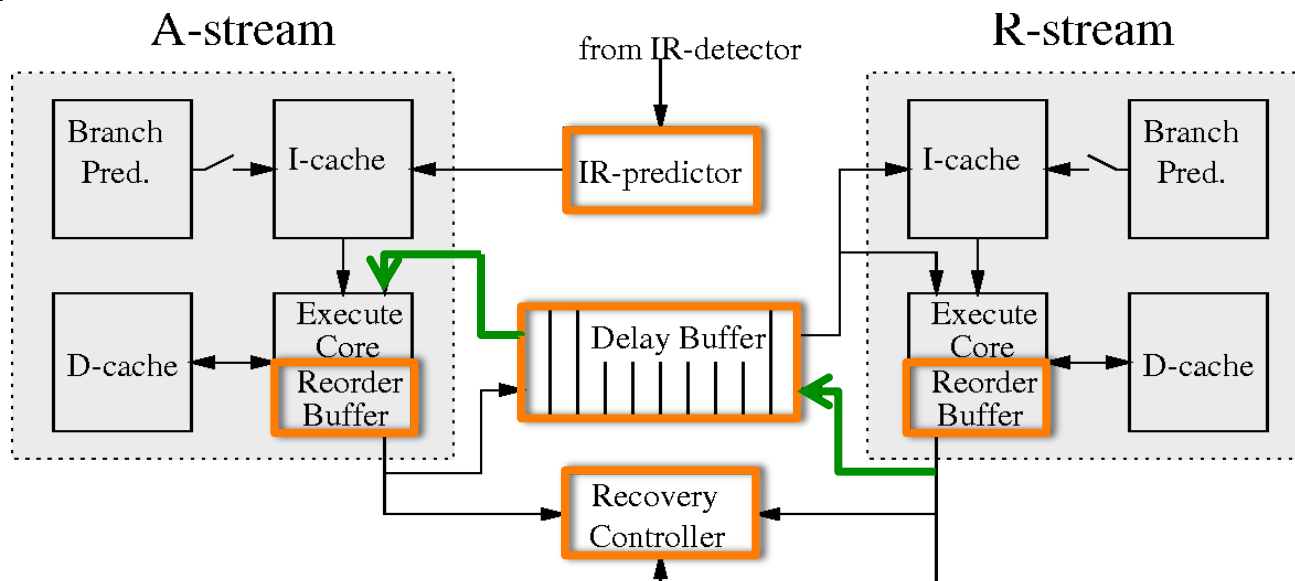 A-stream
R-stream
from IR-detector
Branch
Pred.
I-cache
IR-predictor
I-cache
Branch
Pred.
D-cache
Execute
Core
Reorder
Buffer
Delay Buffer
Execute
Core
Reorder
Buffer
D-cache
Recovery
Controller